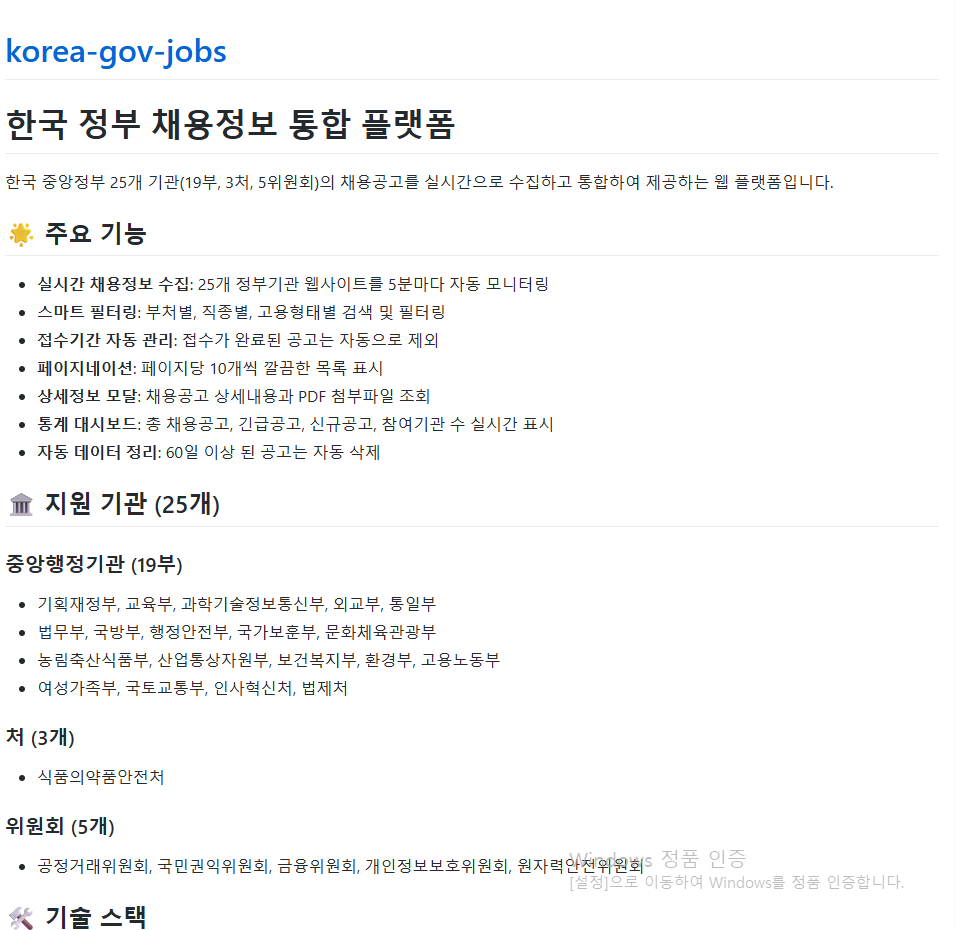 korea-gov-jobs
한국 정부 채용정보 통합 플랫폼
한국 중앙정부 25개 기관(19부, 3처, 5위원회)의 채용공고를 실시간으로 수집하고 통합하여 제공하는 웹 플랫폼입니다.
🌟 주요 기능
• 실시간 채용정보 수집: 25개 정부기관 웹사이트를 5분마다 자동 모니터링
• 스마트 필터링: 부처별, 직종별, 고용형태별 검색 및 필터링
• 접수기간 자동 관리: 접수가 완료된 공고는 자동으로 제외
• 페이지네이션: 페이지당 10개씩 깔끔한 목록 표시
• 상세정보 모달: 채용공고 상세내용과 PDF 첨부파일 조회
• 통계 대시보드: 총 채용공고, 긴급공고, 신규공고, 참여기관 수 실시간 표시
• 자동 데이터 정리: 60일 이상 된 공고는 자동 삭제
🏛️ 지원 기관 (25개)
중앙행정기관 (19부)
• 기획재정부, 교육부, 과학기술정보통신부, 외교부, 통일부
• 법무부, 국방부, 행정안전부, 국가보훈부, 문화체육관광부
• 농림축산식품부, 산업통상자원부, 보건복지부, 환경부, 고용노동부
• 여성가족부, 국토교통부, 인사혁신처, 법제처
처 (3개)
• 식품의약품안전처
위원회 (5개)
• 공정거래위원회, 국민권익위원회, 금융위원회, 개인정보보호위원회, 원자력안전위원회
Windows 정품 인증
[설정]으로 이동하여 Windows를 정품 인증합니다.
🛠️ 기술 스택